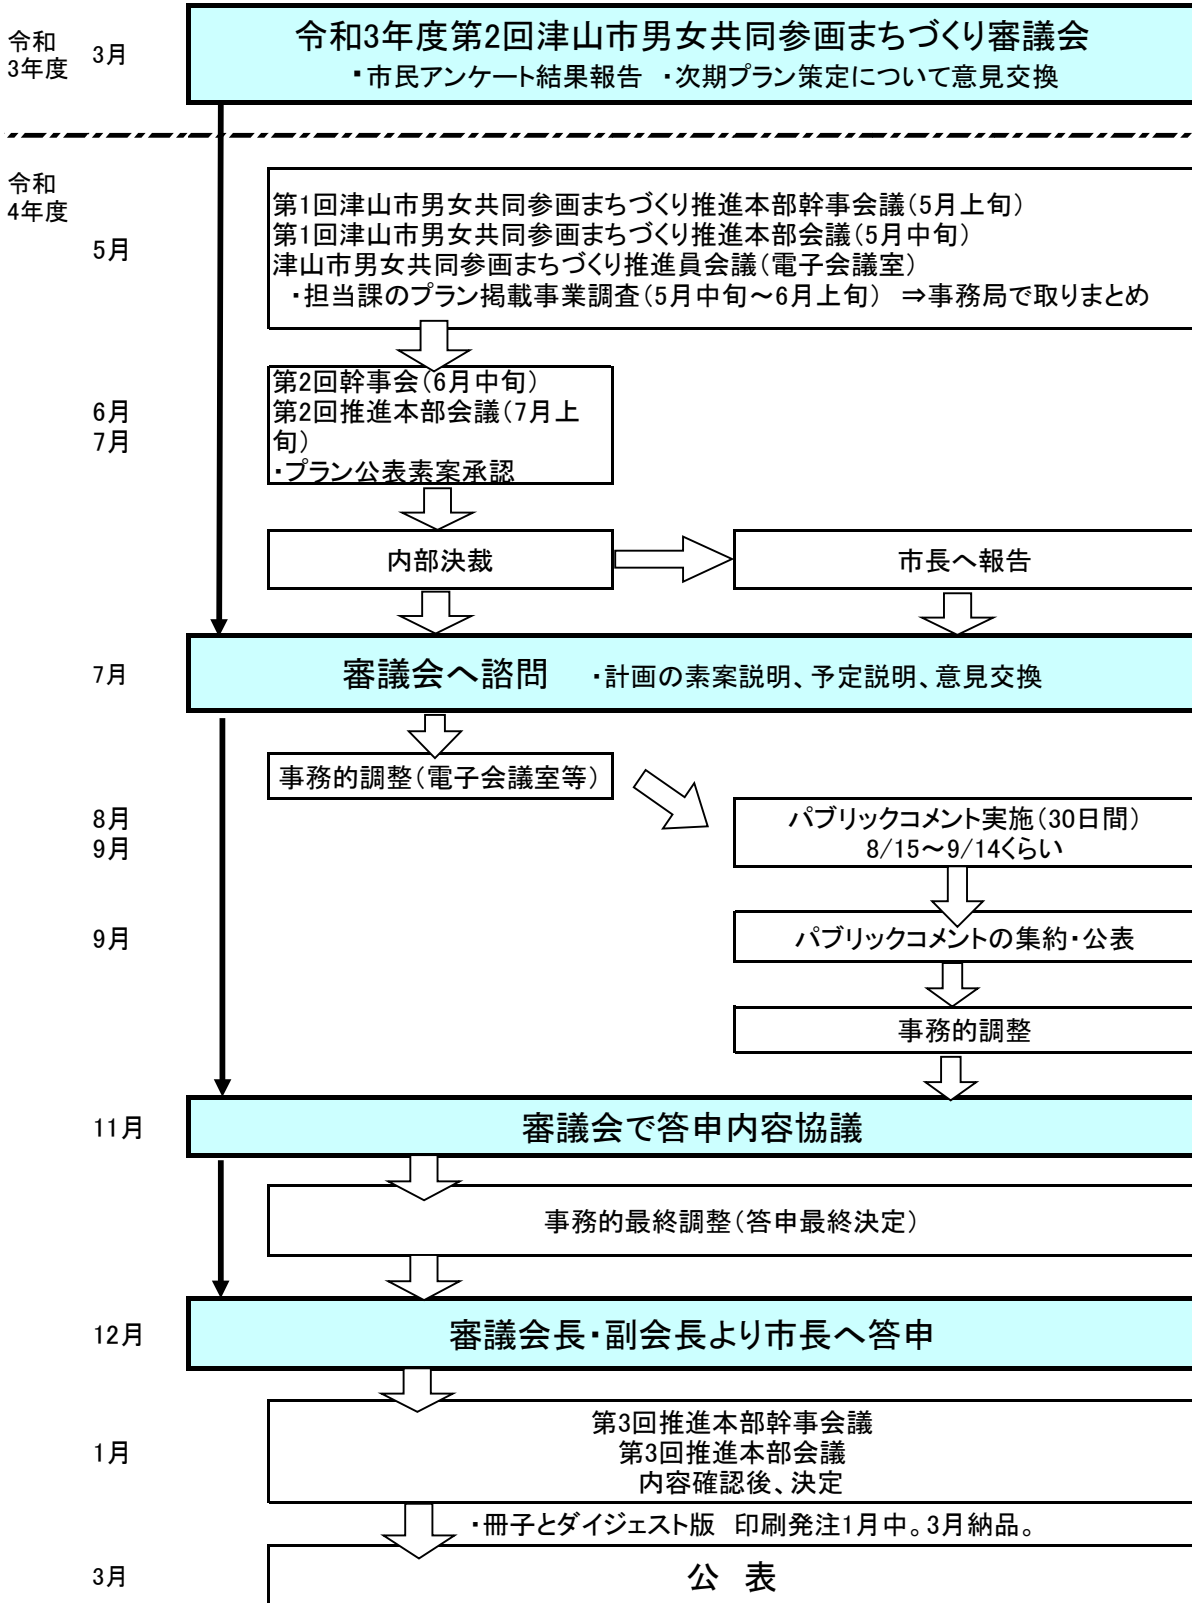 令和
3年度
3月
令和3年度第2回津山市男女共同参画まちづくり審議会
・市民アンケート結果報告　・次期プラン策定について意見交換
令和
4年度
5月
第1回津山市男女共同参画まちづくり推進本部幹事会議（5月上旬）
第1回津山市男女共同参画まちづくり推進本部会議（5月中旬）
津山市男女共同参画まちづくり推進員会議（電子会議室）
・担当課のプラン掲載事業調査（5月中旬～6月上旬）　⇒事務局で取りまとめ
6月
7月
第2回幹事会（6月中旬）
第2回推進本部会議（7月上
旬）
・プラン公表素案承認
内部決裁
市長へ報告
7月
審議会へ諮問　・計画の素案説明、予定説明、意見交換
事務的調整（電子会議室等）
8月
9月
パブリックコメント実施（30日間）
8/15～9/14くらい
9月
パブリックコメントの集約・公表
事務的調整
11月
審議会で答申内容協議
事務的最終調整（答申最終決定）
12月
審議会長・副会長より市長へ答申
1月
第3回推進本部幹事会議
第3回推進本部会議
内容確認後、決定
・冊子とダイジェスト版　印刷発注1月中。3月納品。
3月
公　表